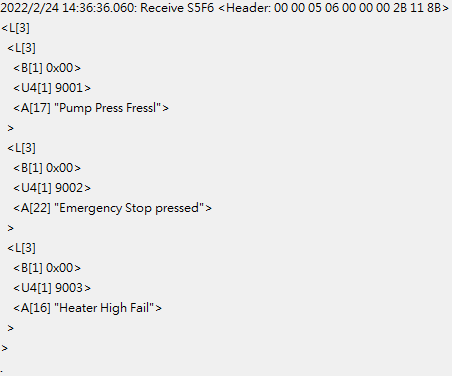 2022/2/24 14:36:36.060: Receive S5F6 <Header: 00 00 05 06 00 00 00 2B 11 8B>
<L[3]
<L[3]
<B[1] 0x00>
<U4[1] 9001>
<A[17] "Pump Press Fressl">
>
<L[3]
<B[1] 0x00>
<U4[1] 9002>
<A[22] "Emergency Stop pressed">
>
<L[3]
<B[1] 0x00>
<U4[1] 9003>
<A[16] "Heater High Fail">
>
>
.